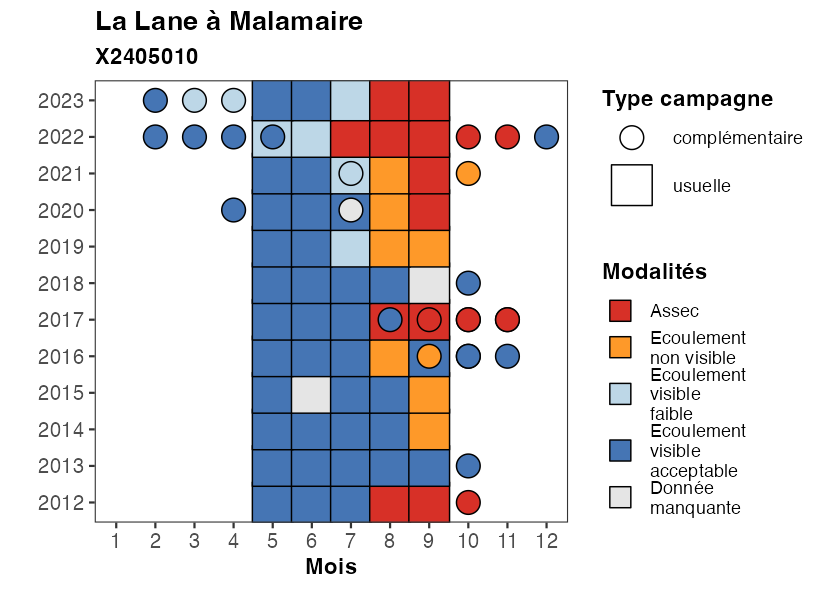 La Lane à Malamaire
X2405010
2023
2022
2021
2020
2019
2018
2017
2016
2015
2014
2013
2012
1 2 3 4 5 6 7 8 9 10 11 12
Mois
Type campagne
complémentaire
usuelle
Modalités
Assec
Ecoulement
non visible
Ecoulement
visible
faible
Ecoulement
visible
acceptable
Donnée
manquante